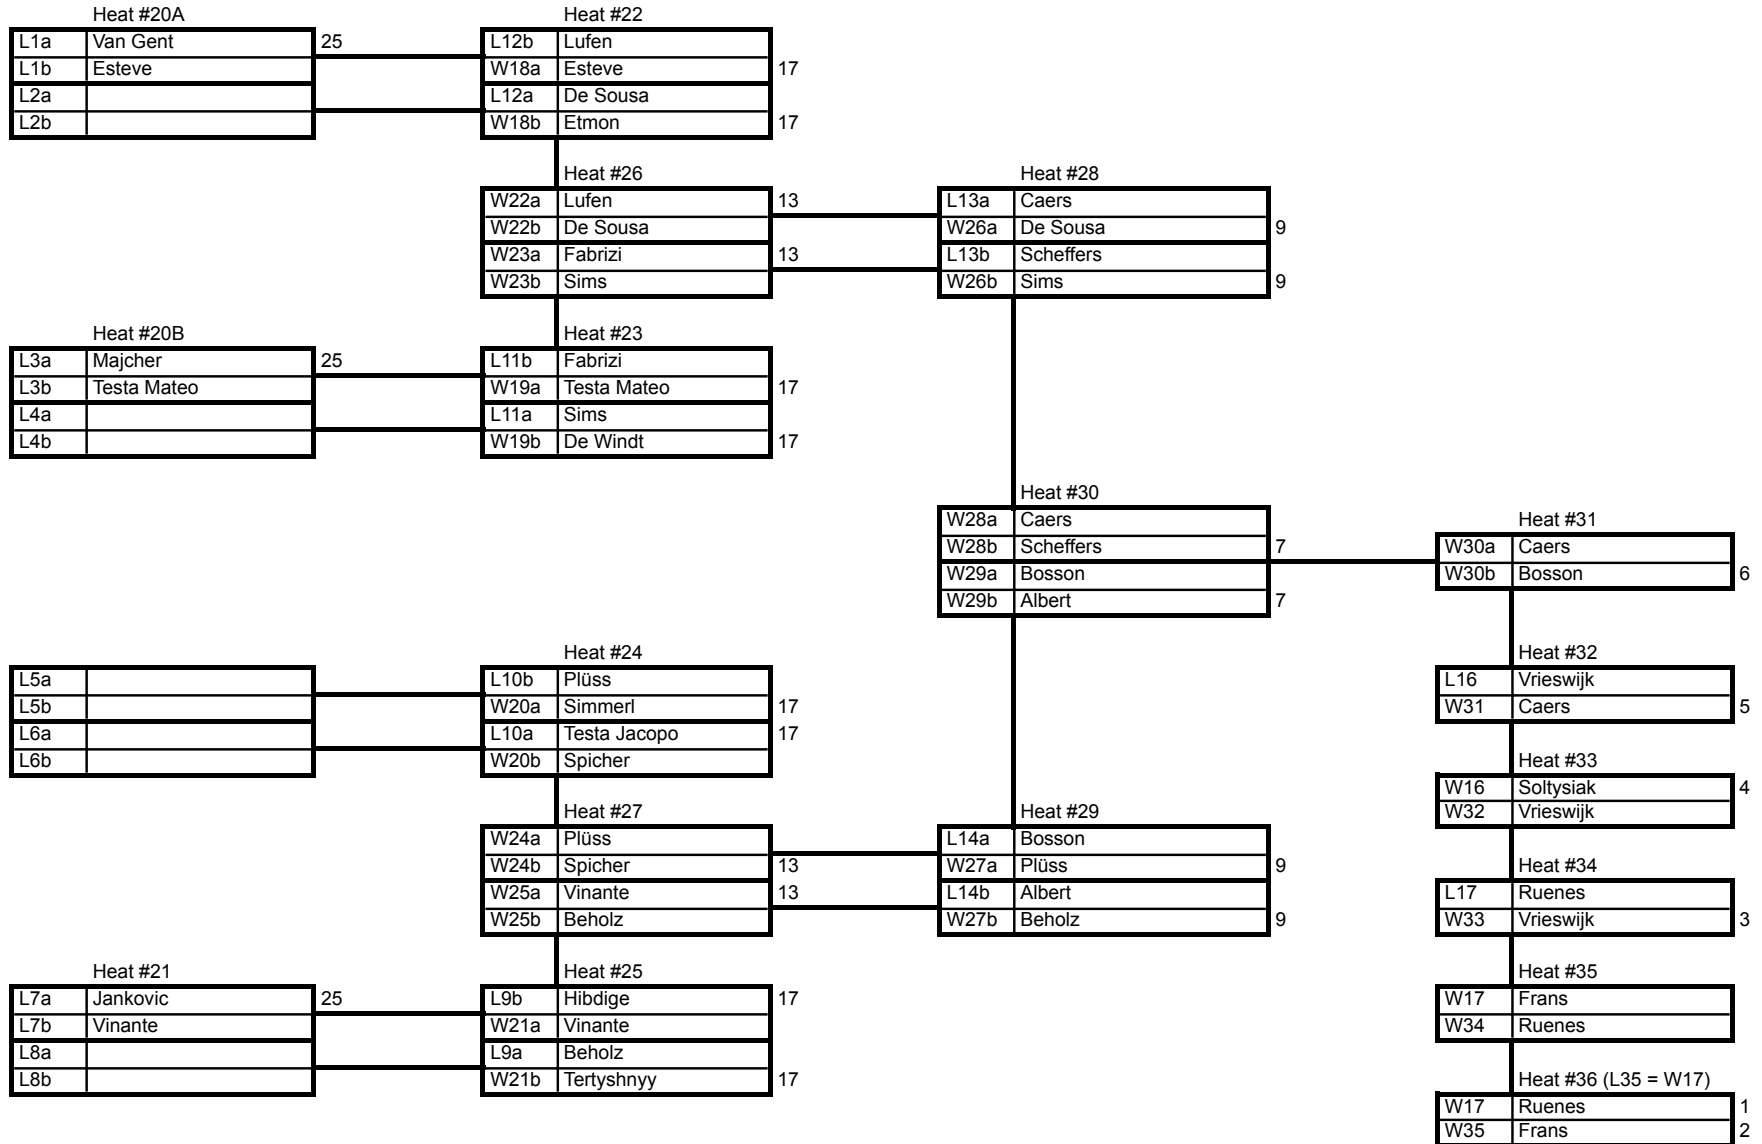 Heat #20A
L1a Van Gent 25
L1b Esteve
L2a
L2b
Heat #22
L12b Lufen
W18a Esteve 17
L12a De Sousa
W18b Etmon 17
Heat #26
W22a Lufen 13
W22b De Sousa
W23a Fabrizi 13
W23b Sims
Heat #28
L13a Caers
W26a De Sousa 9
L13b Scheffers
W26b Sims 9
Heat #20B
L3a Majcher 25
L3b Testa Mateo
L4a
L4b
Heat #23
L11b Fabrizi
W19a Testa Mateo 17
L11a Sims
W19b De Windt 17
Heat #30
W28a Caers
W28b Scheffers 7
W29a Bosson
W29b Albert 7
Heat #31
W30a Caers
W30b Bosson 6
L5a
L5b
L6a
L6b
Heat #24
L10b Plüss
W20a Simmerl 17
L10a Testa Jacopo 17
W20b Spicher
Heat #32
L16 Vrieswijk
W31 Caers 5
Heat #33
W16 Soltysiak 4
W32 Vrieswijk
Heat #27
W24a Plüss
W24b Spicher 13
W25a Vinante 13
W25b Beholz
Heat #29
L14a Bosson
W27a Plüss 9
L14b Albert
W27b Beholz 9
Heat #34
L17 Ruenes
W33 Vrieswijk 3
Heat #21
L7a Jankovic 25
L7b Vinante
L8a
L8b
Heat #25
L9b Hibdige 17
W21a Vinante
L9a Beholz
W21b Tertyshnyy 17
Heat #35
W17 Frans
W34 Ruenes
Heat #36 (L35 = W17)
W17 Ruenes 1
W35 Frans 2